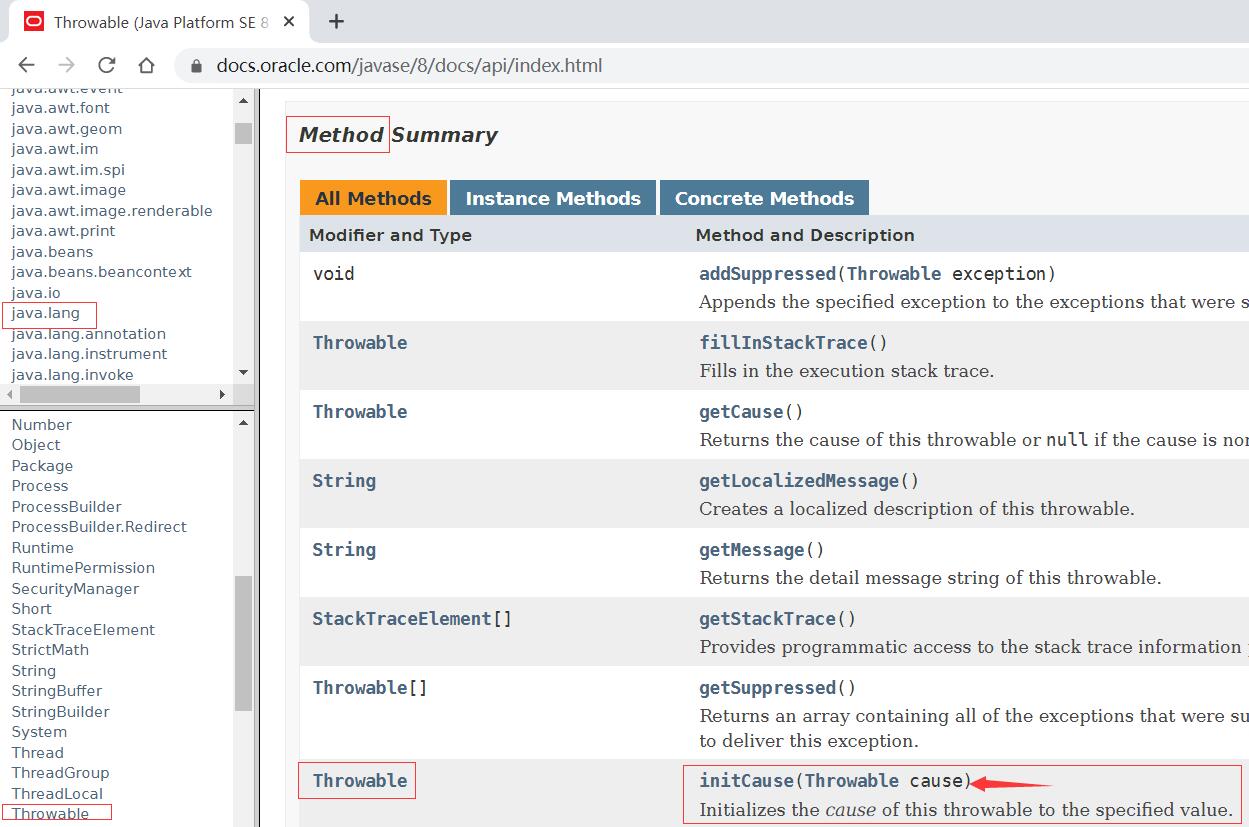 Throwable (Java Platform SE 8
docs.oracle.com/javase/8/docs/api/index.html
java.awt.event
java.awt.font
java.awt.geom
java.awt.im
java.awt.im.spi
java.awt.image
java.awt.image.renderable
java.awt.print
java.beans
java.beans.beancontext
java.io
java.lang
java.lang.annotation
java.lang.instrument
java.lang.invoke
Number
Object
Package
Process
ProcessBuilder
ProcessBuilder.Redirect
Runtime
RuntimePermission
SecurityManager
Short
StackTraceElement
StrictMath
String
StringBuffer
StringBuilder
System
Thread
ThreadGroup
ThreadLocal
Throwable
Method Summary
All Methods Instance Methods Concrete Methods
Modifier and Type Method and Description
void addSuppressed(Throwable exception)
Appends the specified exception to the exceptions that were s
Throwable fillInStackTrace()
Fills in the execution stack trace.
Throwable getCause()
Returns the cause of this throwable or null if the cause is non
String getLocalizedMessage()
Creates a localized description of this throwable.
String getMessage()
Returns the detail message string of this throwable.
StackTraceElement[] getStackTrace()
Provides programmatic access to the stack trace information
Throwable[] getSuppressed()
Returns an array containing all of the exceptions that were su
to deliver this exception.
Throwable initCause(Throwable cause)
Initializes the cause of this throwable to the specified value.